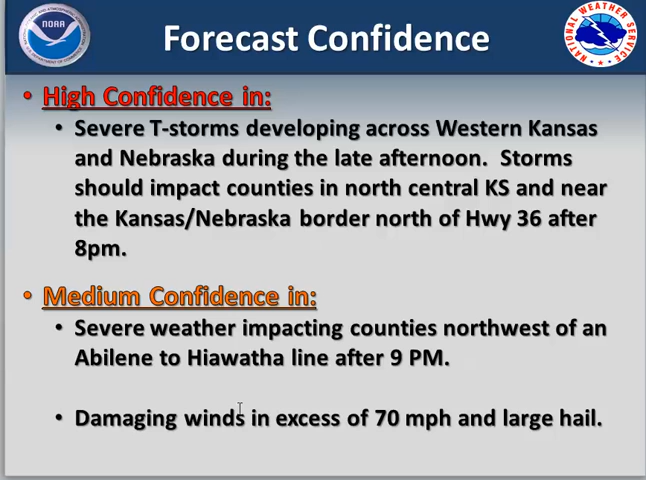 NOAA
Forecast Confidence
NATIONAL WEATHER SERVICE
• High Confidence in:
• Severe T-storms developing across Western Kansas
and Nebraska during the late afternoon. Storms
should impact counties in north central KS and near
the Kansas/Nebraska border north of Hwy 36 after
8pm.
• Medium Confidence in:
• Severe weather impacting counties northwest of an
Abilene to Hiawatha line after 9 PM.
• Damaging winds in excess of 70 mph and large hail.